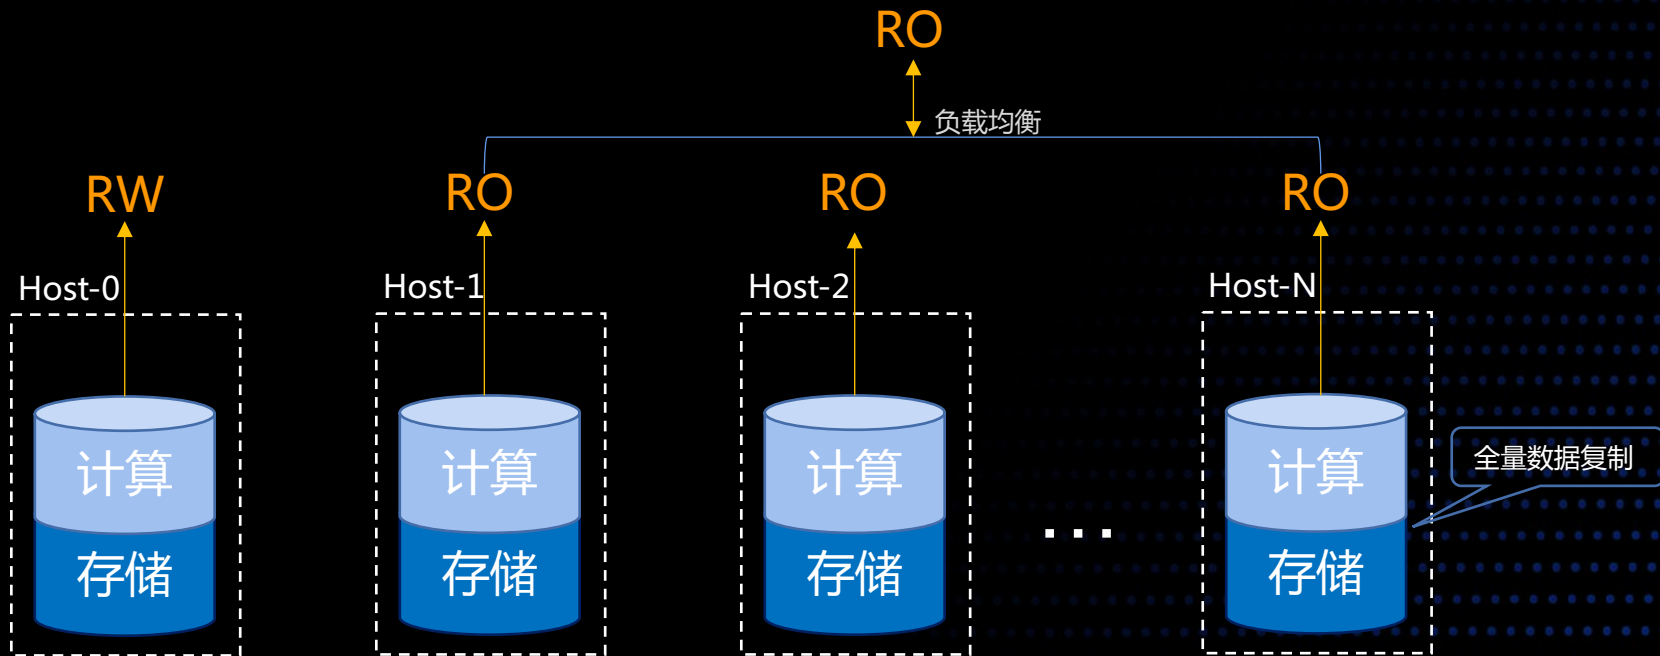 RO
负载均衡
RW
RO
RO
RO
Host-0
Host-1
Host-2
Host-N
计算
计算
计算
计算
全量数据复制
...
存储
存储
存储
存储